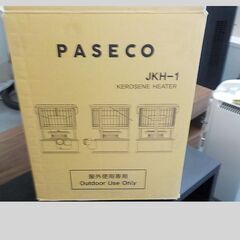 PASECO
JKH-1
KEROSENE HEATER
屋外使用専用
Outdoor Use Only